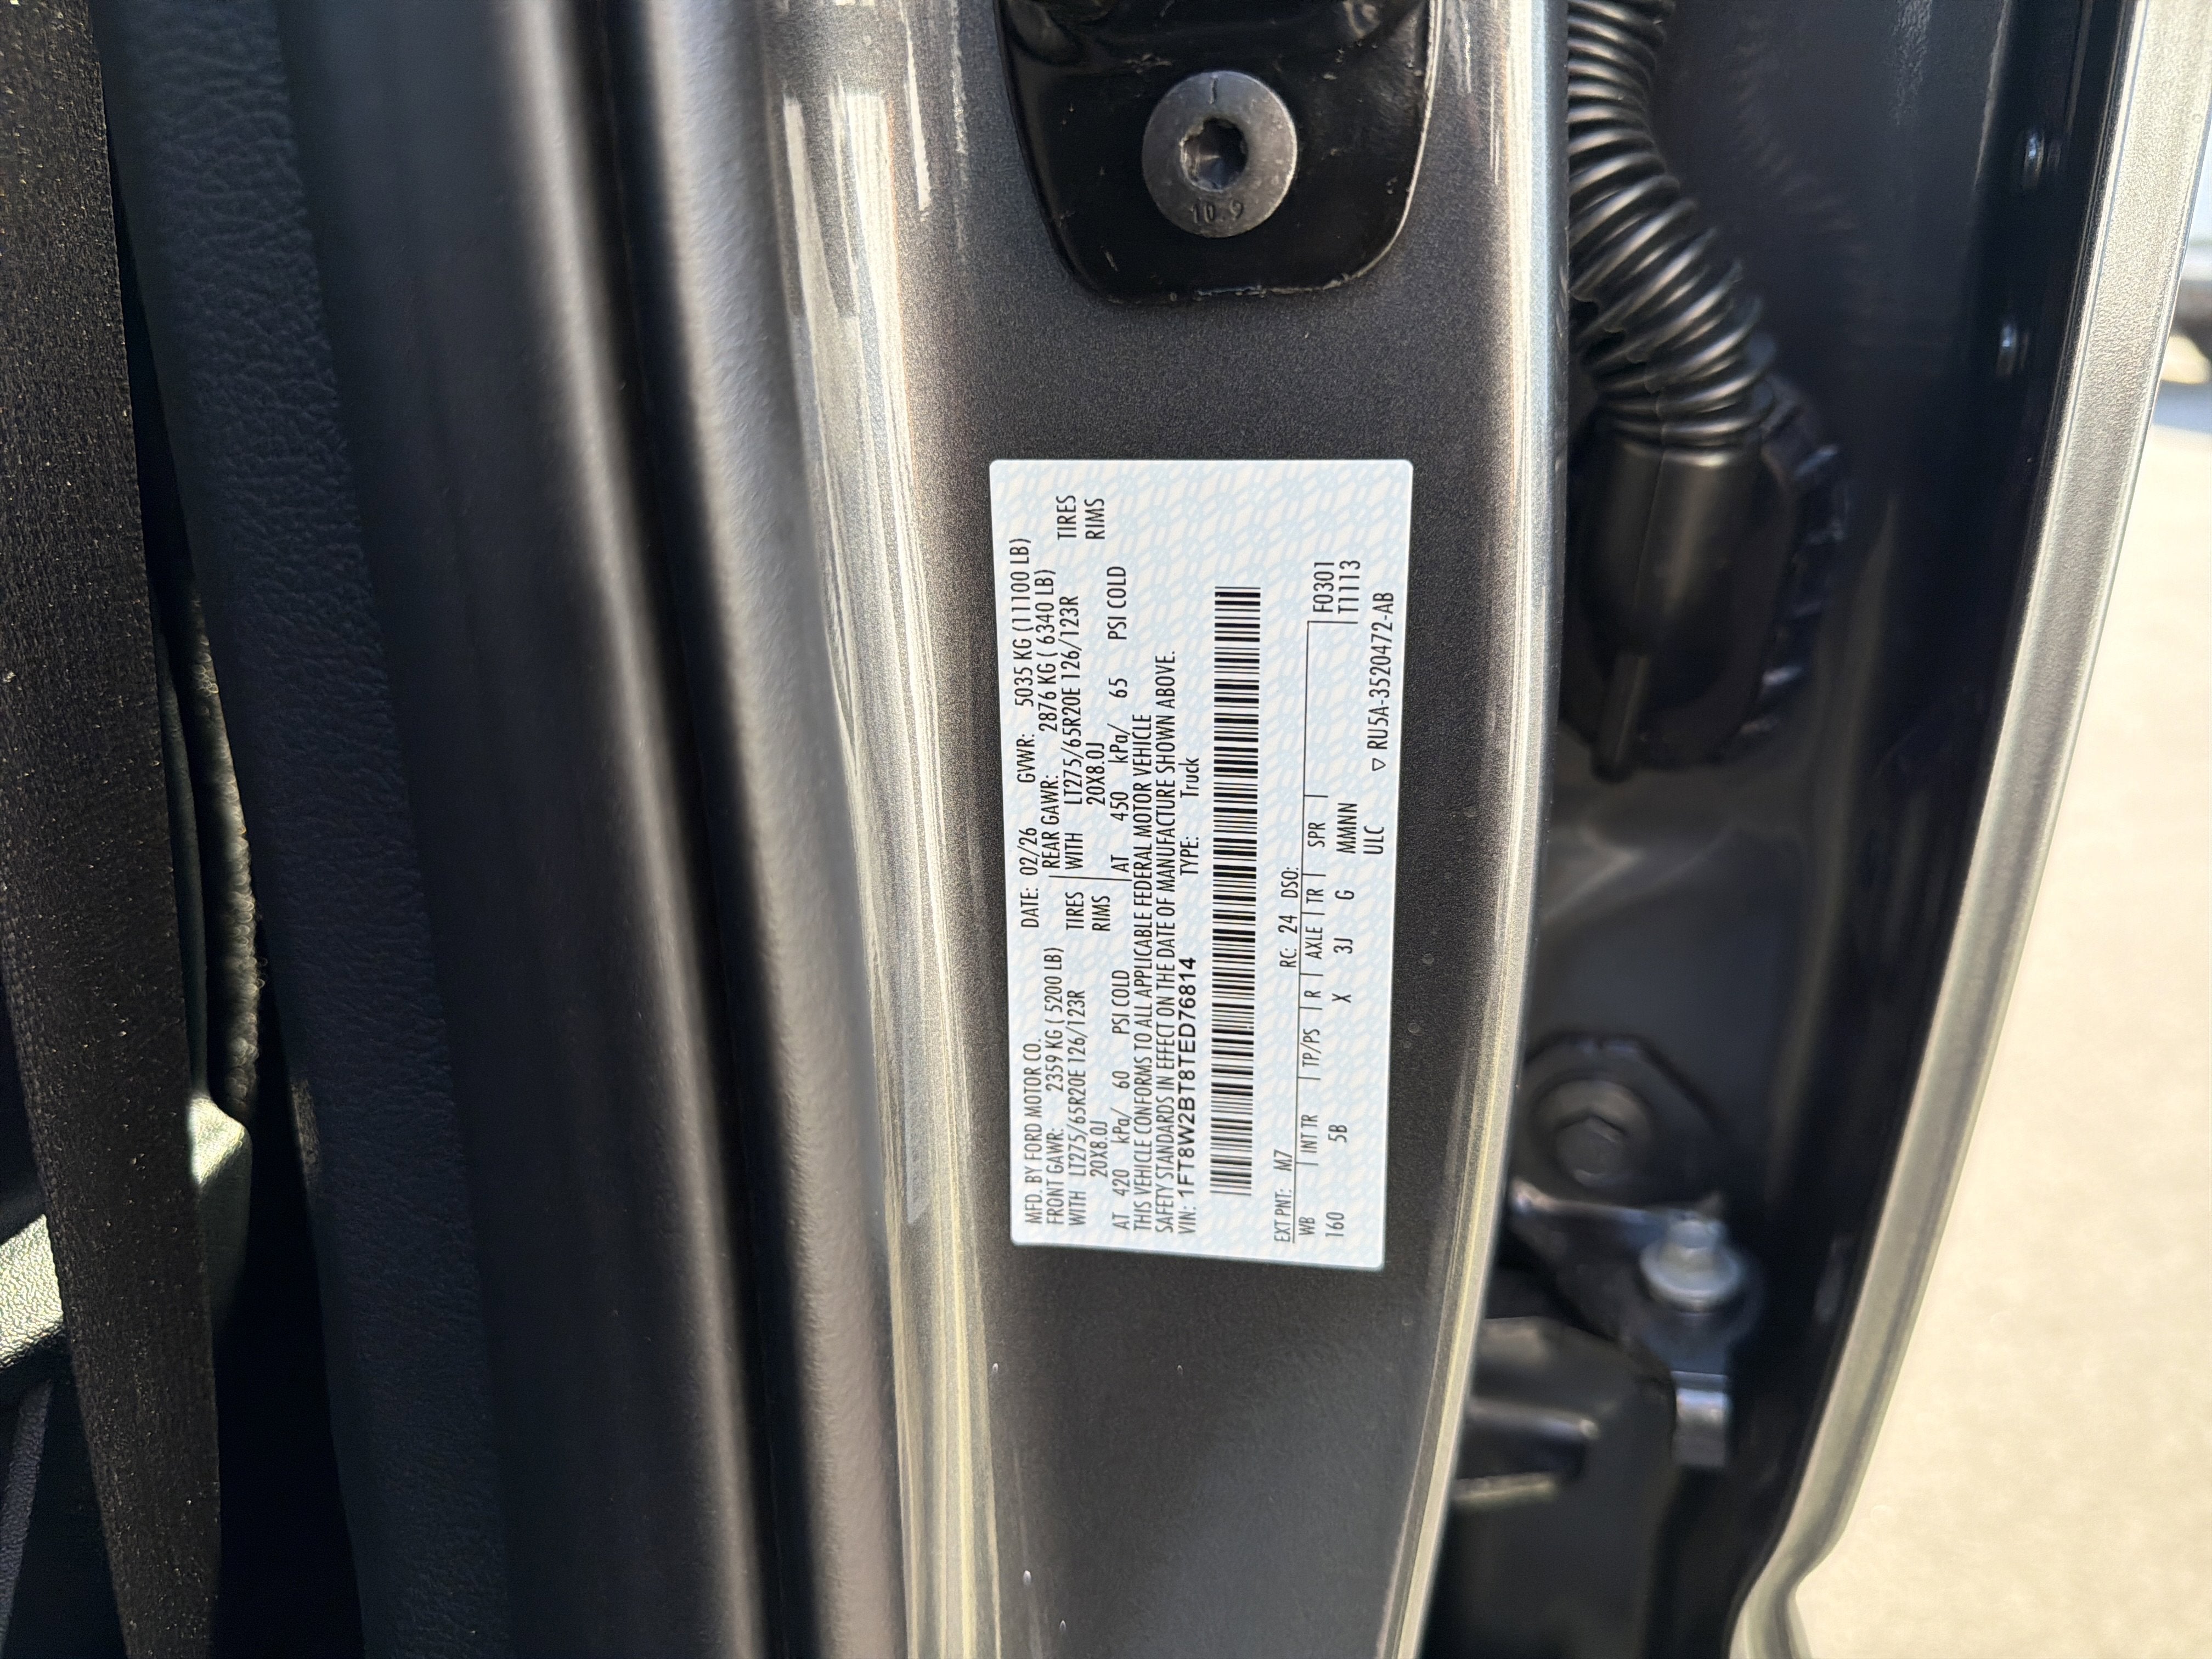 10.9
MFD. BY FORD MOTOR CO. DATE: 02/26 GVWR: 5035 KG (11100 LB)
FRONT GAWR: 2359 KG ( 5200 LB) REAR GAWR: 2876 KG ( 6340 LB)
WITH LT275/65R20E 126/123R TIRES WITH LT275/65R20E 126/123R TIRES
20X8.0J RIMS 20X8.0J RIMS
AT 420 kPa/ 60 PSI COLD AT 450 kPa/ 65 PSI COLD
THIS VEHICLE CONFORMS TO ALL APPLICABLE FEDERAL MOTOR VEHICLE
SAFETY STANDARDS IN EFFECT ON THE DATE OF MANUFACTURE SHOWN ABOVE.
VIN: 1FT8W2BT8TED76814 TYPE: Truck
EXT PNT: M7 RC: 24 DSO:
WB INT TR TP/PS R AXLE TR SPR F0301
160 5B X 3J G MMNN T1113
ULC ▽ RU5A-3520472-AB